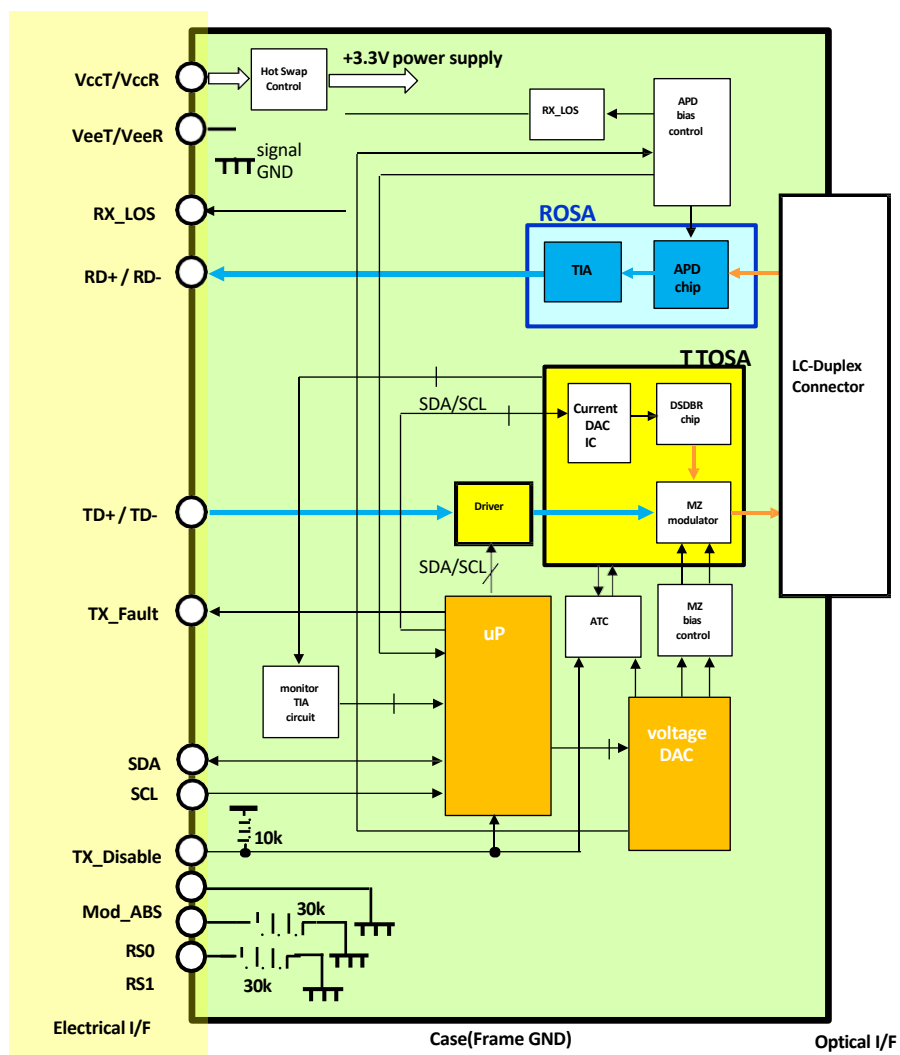 VccT/VccR
Hot Swap
Control
+3.3V power supply
VeeT/VeeR
signal
GND
RX_LOS
APD
bias
control
RX_LOS
ROSA
RD+ / RD-
TIA
APD
chip
LC-Duplex
Connector
T TOSA
SDA/SCL
Current
DAC
IC
DSDBR
chip
TD+ / TD-
Driver
MZ
modulator
SDA/SCL
TX_Fault
uP
ATC
MZ
bias
control
monitor
TIA
circuit
voltage
DAC
SDA
SCL
10k
TX_Disable
Mod_ABS
30k
RS0
30k
RS1
Electrical I/F
Case(Frame GND)
Optical I/F